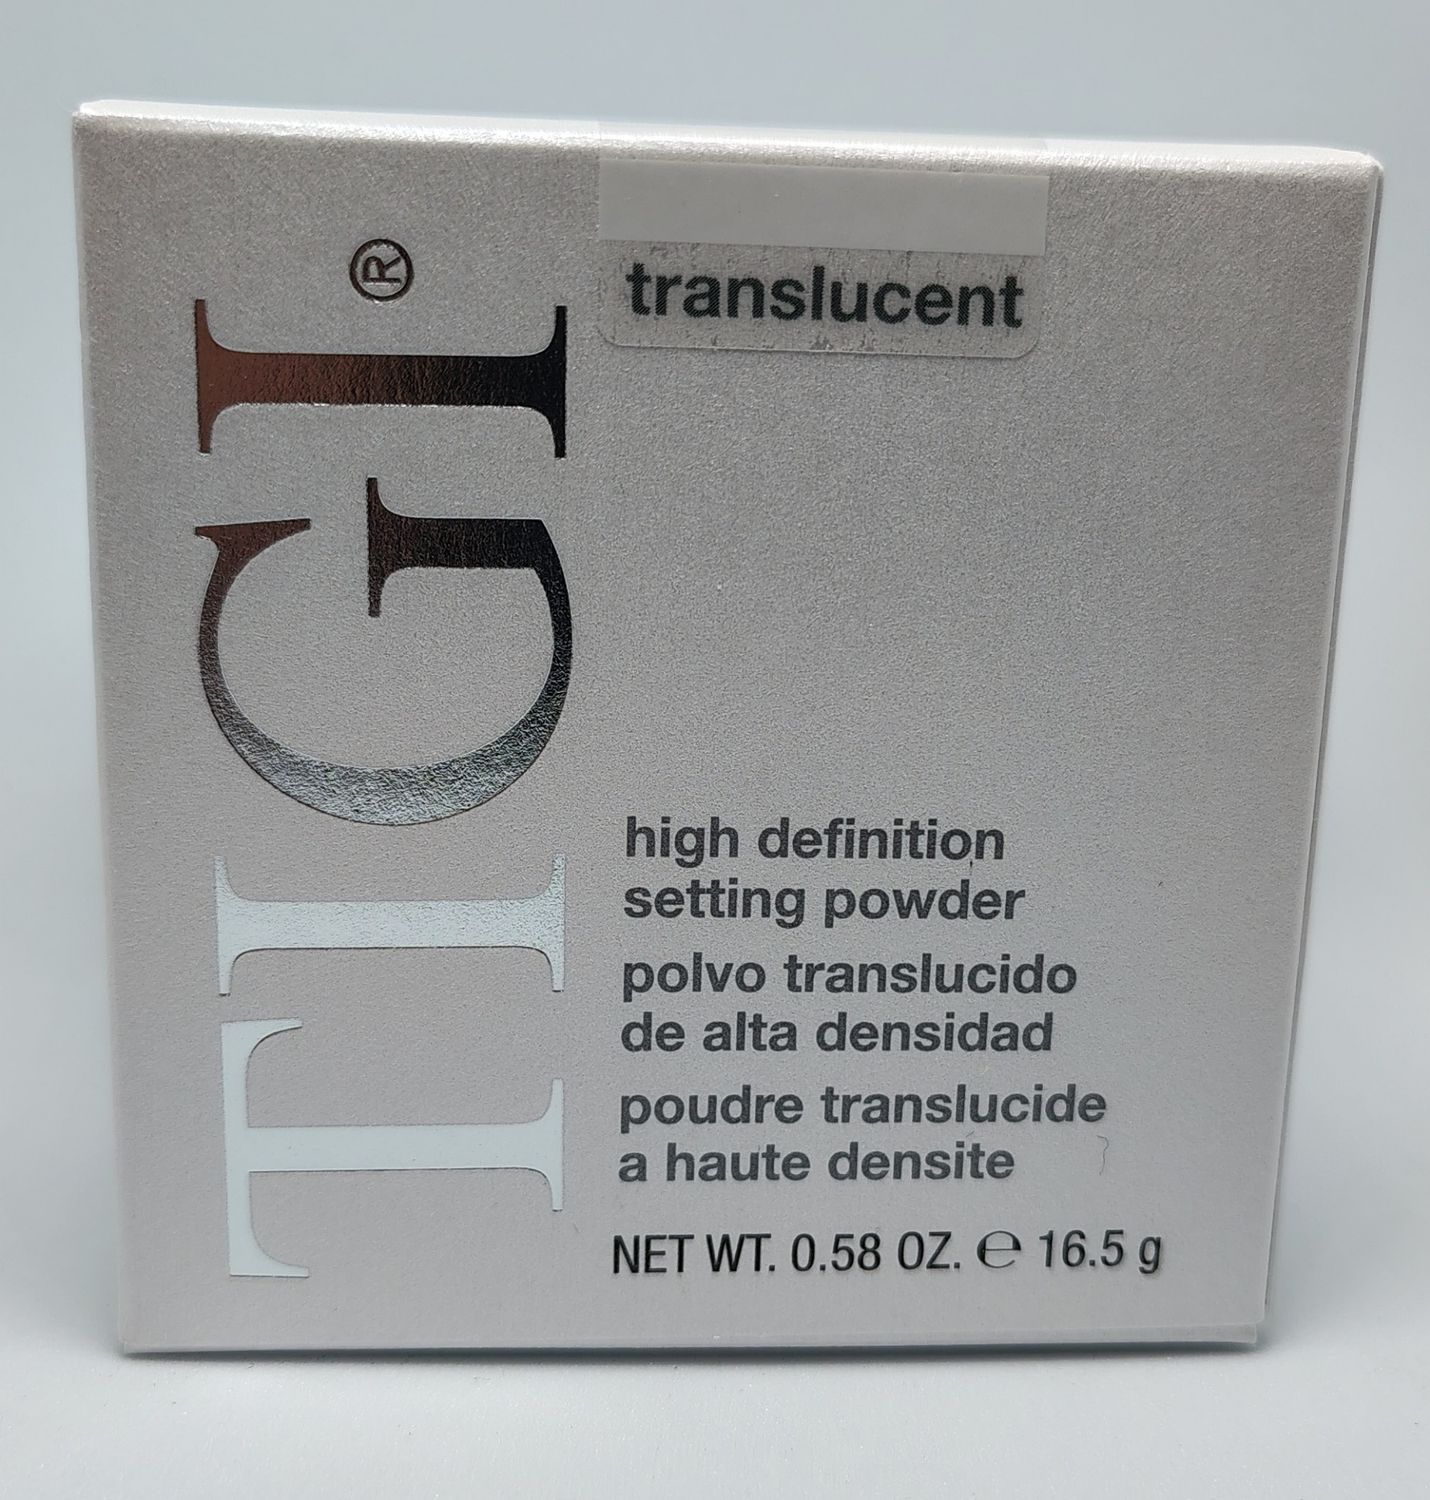 TIGI®
translucent
high definition
setting powder
polvo translucido
de alta densidad
poudre translucide
a haute densite
NET WT. 0.58 OZ. ℮ 16.5 g